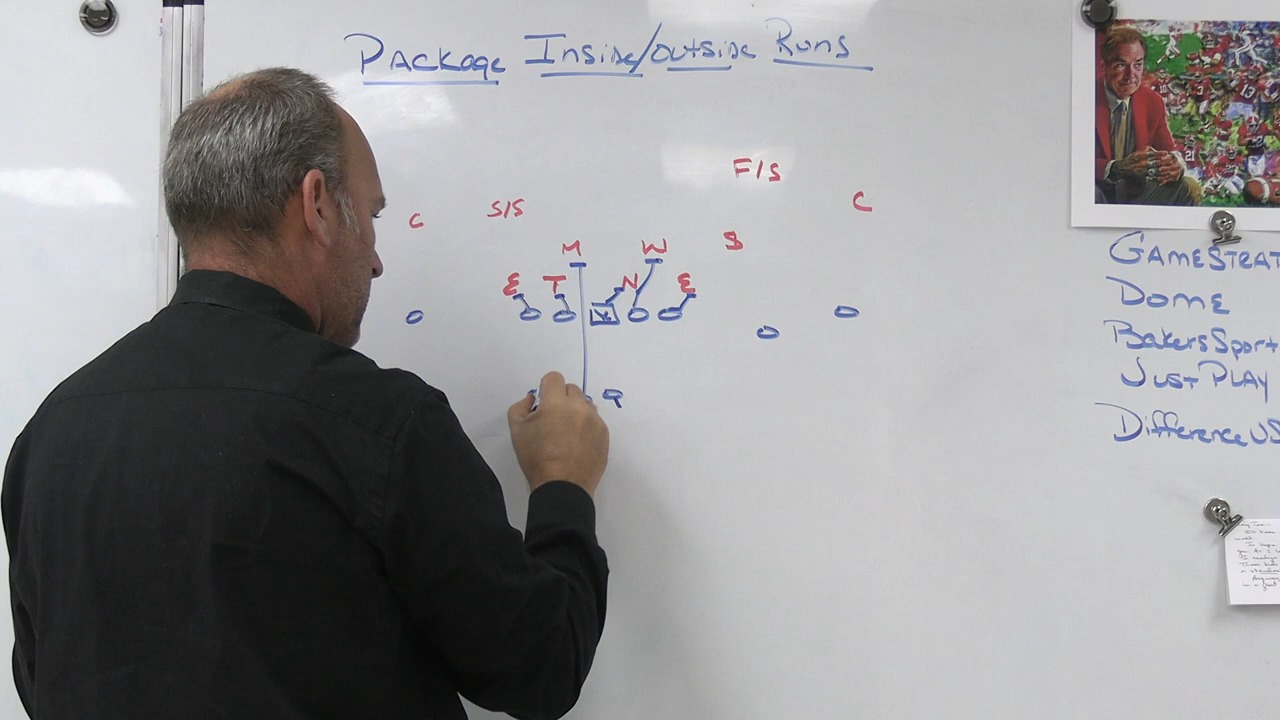 Package Inside/Outside Runs
F/S
C S/S C
M W S
E T N E
Q
GAMESTRAT
DOME
BakersSport
JUST PLAY
DifferenceUS